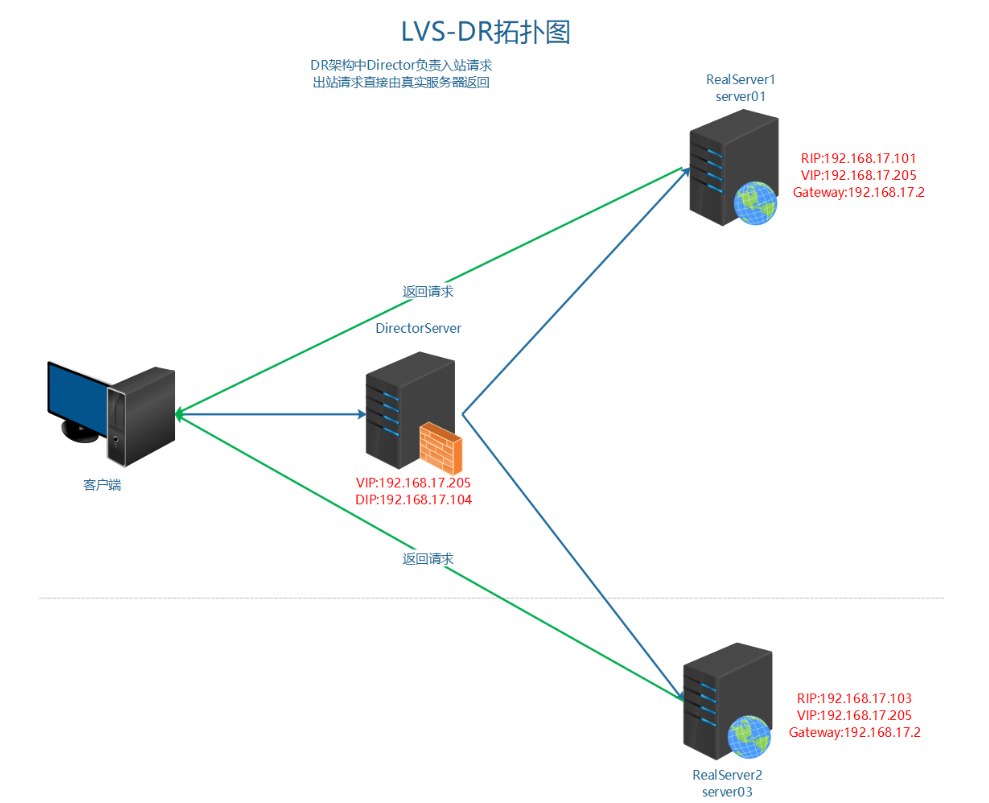 LVS-DR拓扑图
DR架构中Director负责入站请求
出站请求直接由真实服务器返回
RealServer1
server01
RIP:192.168.17.101
VIP:192.168.17.205
Gateway:192.168.17.2
返回请求
DirectorServer
VIP:192.168.17.205
DIP:192.168.17.104
客户端
返回请求
RIP:192.168.17.103
VIP:192.168.17.205
Gateway:192.168.17.2
RealServer2
server03